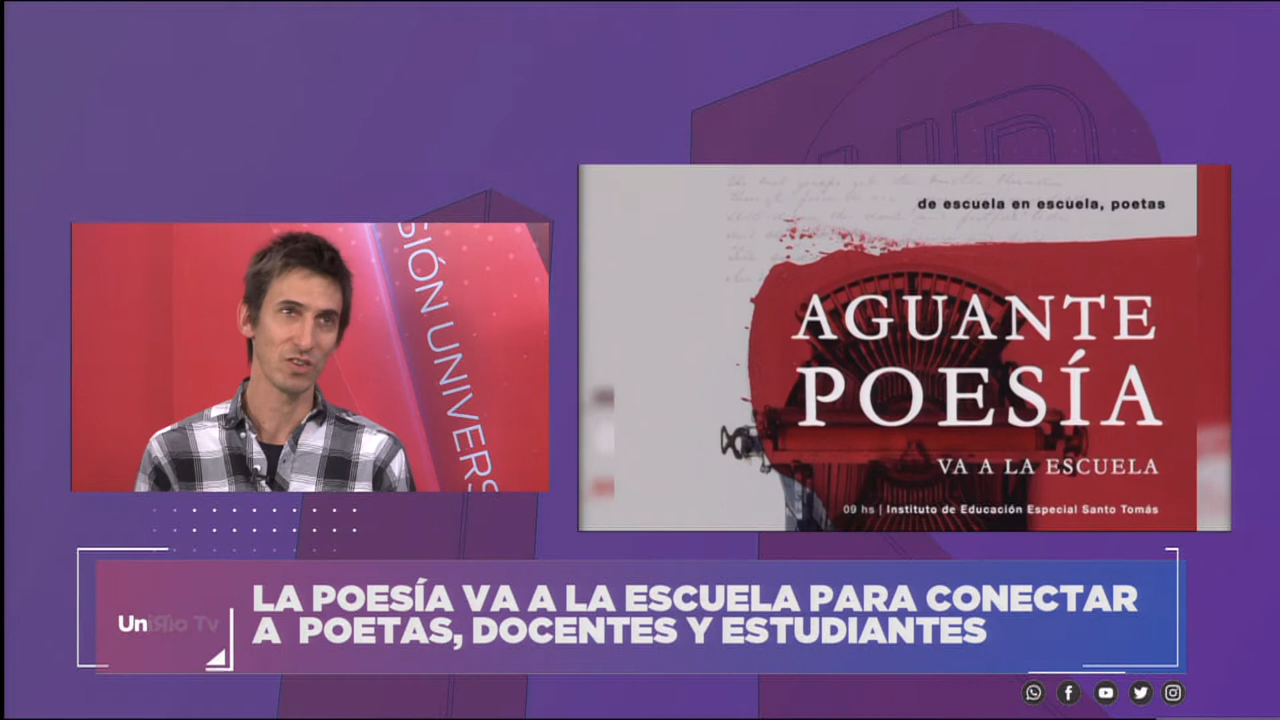 SIÓN UNIVERS
de escuela en escuela, poetas
AGUANTE
POESÍA
VA A LA ESCUELA
09 hs | Instituto de Educación Especial Santo Tomás
UniRio Tv
LA POESÍA VA A LA ESCUELA PARA CONECTAR
A POETAS, DOCENTES Y ESTUDIANTES